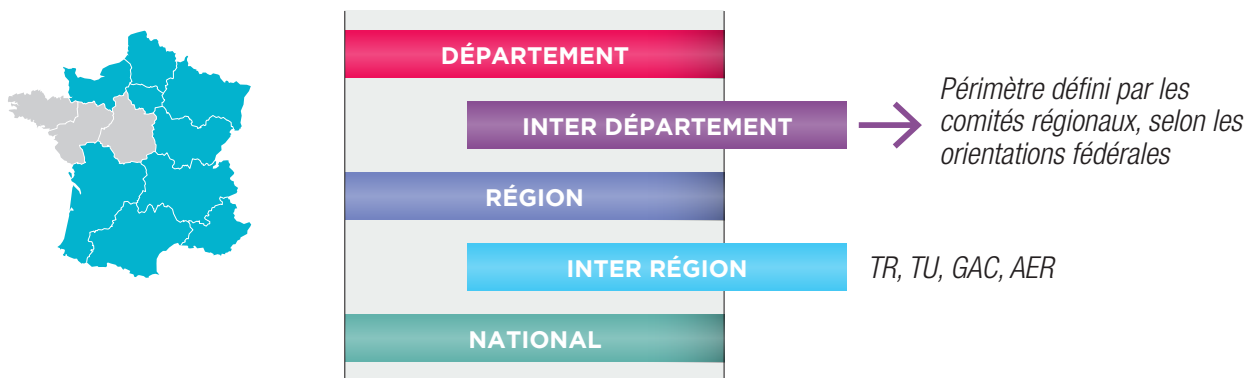 DÉPARTEMENT
INTER DÉPARTEMENT
Périmètre défini par les
comités régionaux, selon les
orientations fédérales
RÉGION
INTER RÉGION
TR, TU, GAC, AER
NATIONAL